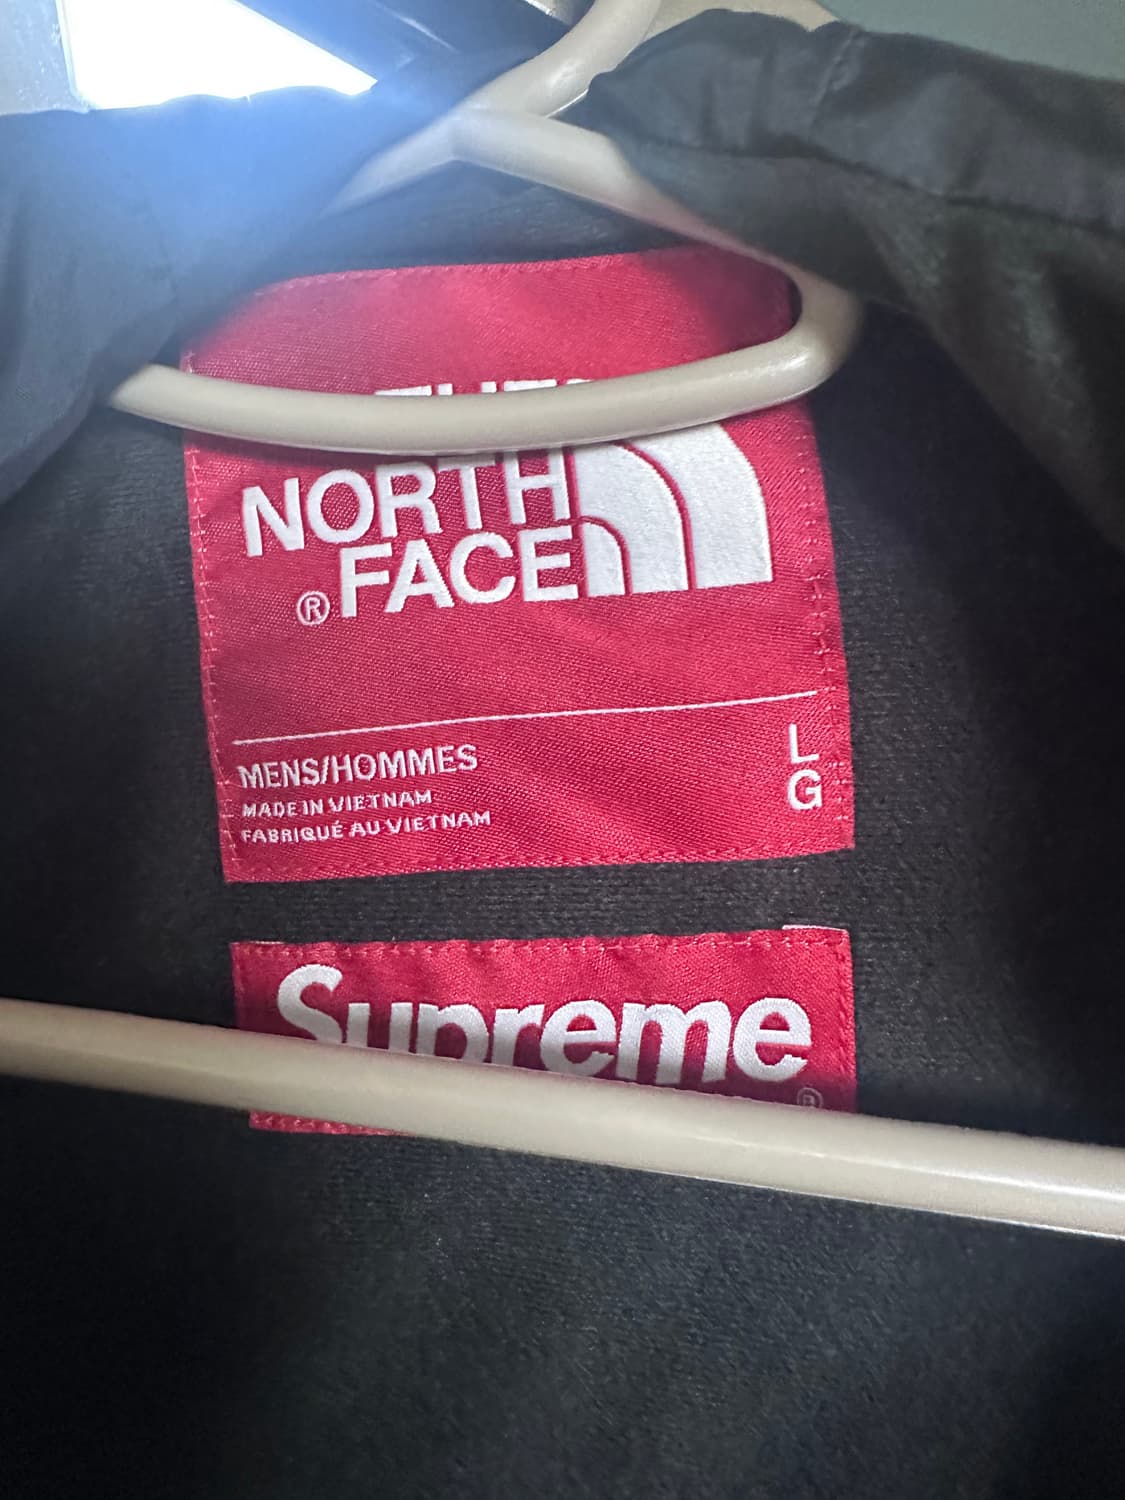 NORTH
FACE
®
MENS/HOMMES
MADE IN VIETNAM
FABRIQUÉ AU VIETNAM
L
G
Supreme
®